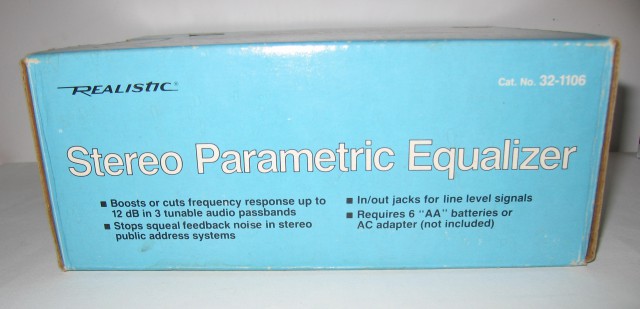 REALISTIC
Cat. No. 32-1106
Stereo Parametric Equalizer
■ Boosts or cuts frequency response up to
12 dB in 3 tunable audio passbands
■ Stops squeal feedback noise in stereo
public address systems
■ In/out jacks for line level signals
■ Requires 6 "AA" batteries or
AC adapter (not included)